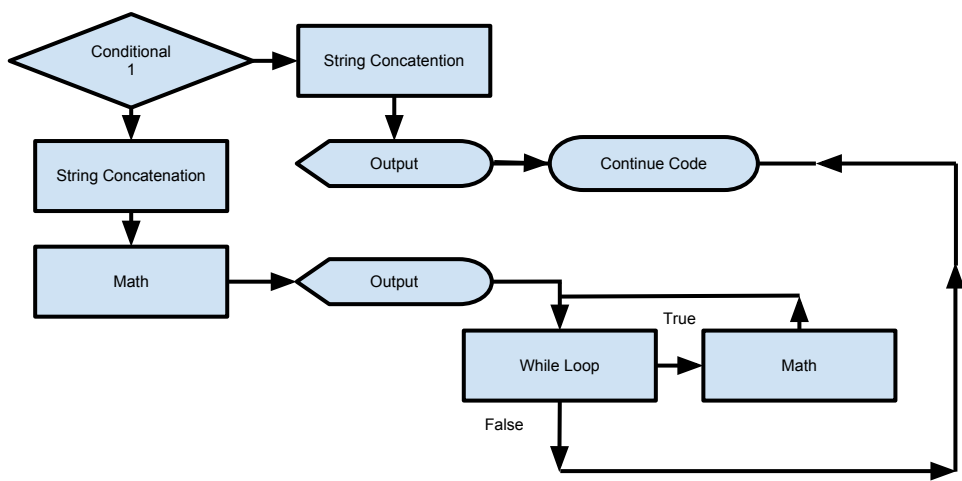 Conditional
1
String Concatention
Output
Continue Code
String Concatenation
Math
Output
True
While Loop
Math
False